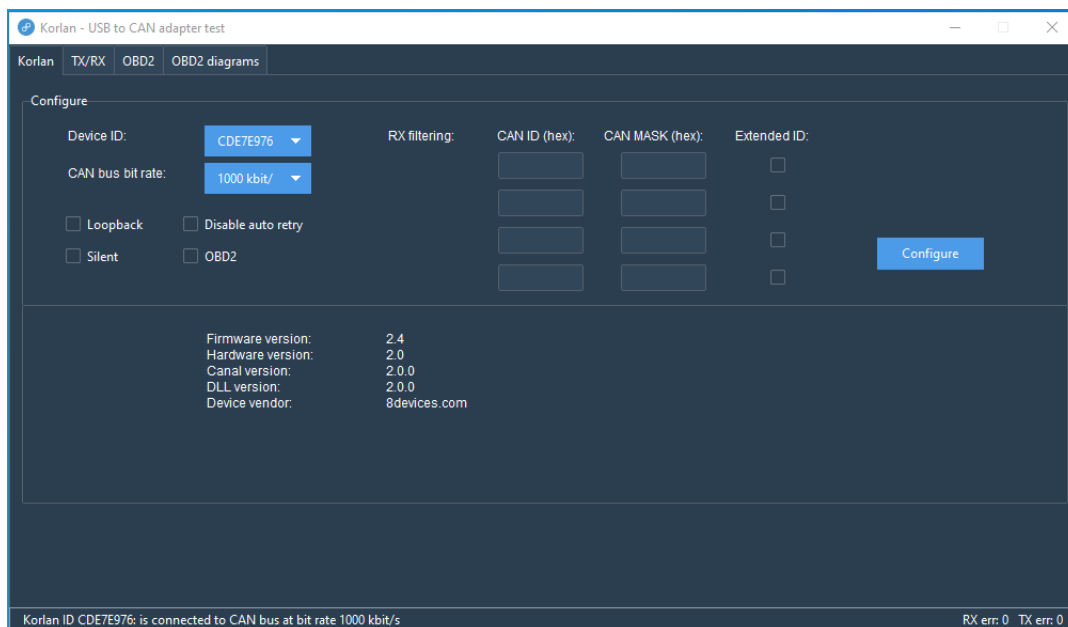 Korlan - USB to CAN adapter test
Korlan TX/RX OBD2 OBD2 diagrams
Configure
Device ID: CDE7E976 RX filtering: CAN ID (hex): CAN MASK (hex): Extended ID:
CAN bus bit rate: 1000 kbit/
Loopback Disable auto retry
Silent OBD2 Configure
Firmware version: 2.4
Hardware version: 2.0
Canal version: 2.0.0
DLL version: 2.0.0
Device vendor: 8devices.com
Korlan ID CDE7E976: is connected to CAN bus at bit rate 1000 kbit/s RX err: 0 TX err: 0